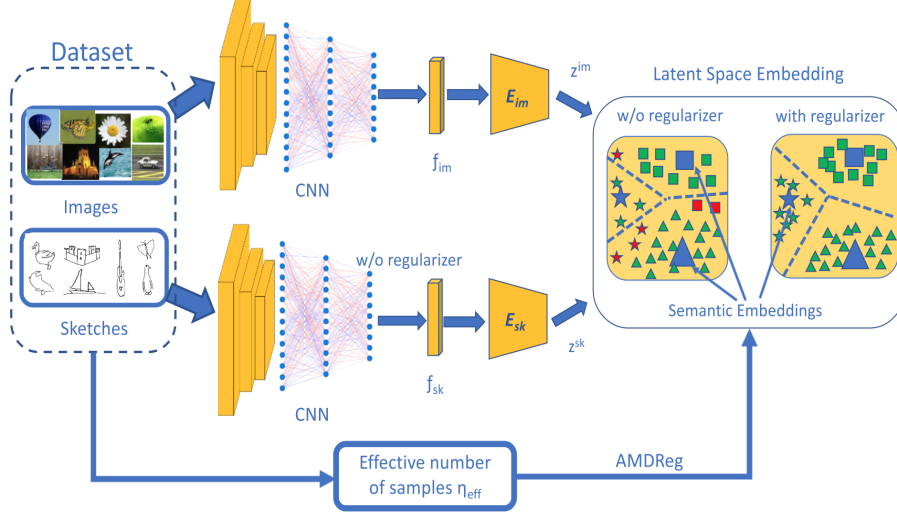 Dataset
Images
Sketches
CNN
f_im
E_im
z^im
w/o regularizer
CNN
f_sk
E_sk
z^sk
Latent Space Embedding
w/o regularizer
with regularizer
Semantic Embeddings
Effective number
of samples η_eff
AMDReg